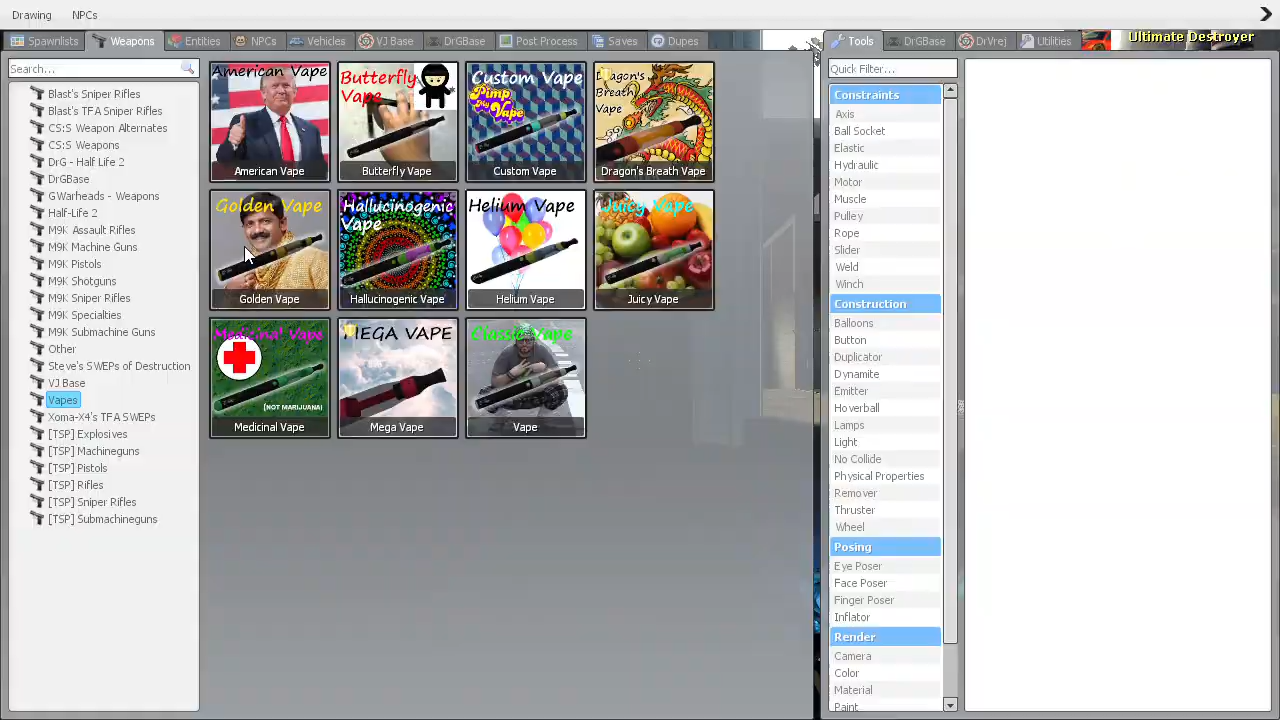 Drawing NPCs
Spawnlists Weapons Entities NPCs Vehicles VJ Base DrGBase Post Process Saves Dupes
Search...
Blast's Sniper Rifles
Blast's TFA Sniper Rifles
CS:S Weapon Alternates
CS:S Weapons
DrG - Half Life 2
DrGBase
GWarheads - Weapons
Half-Life 2
M9K Assault Rifles
M9K Machine Guns
M9K Pistols
M9K Shotguns
M9K Sniper Rifles
M9K Specialties
M9K Submachine Guns
Other
Steve's SWEPs of Destruction
VJ Base
Vapes
Xoma-X4's TFA SWEPs
[TSP] Explosives
[TSP] Machineguns
[TSP] Pistols
[TSP] Rifles
[TSP] Sniper Rifles
[TSP] Submachineguns
American Vape
American Vape
Butterfly
Vape
Butterfly Vape
Custom Vape
Pimp
My
Vape
Custom Vape
Dragon's
Breath
Vape
Dragon's Breath Vape
Golden Vape
Golden Vape
Hallucinogenic
Vape
Hallucinogenic Vape
Helium Vape
Helium Vape
Juicy Vape
Juicy Vape
Medicinal Vape
(NOT MARIJUANA)
Medicinal Vape
MEGA VAPE
Mega Vape
Classic Vape
Vape
Tools DrGBase DrVrej Utilities
Ultimate Destroyer
Quick Filter...
Constraints
Axis
Ball Socket
Elastic
Hydraulic
Motor
Muscle
Pulley
Rope
Slider
Weld
Winch
Construction
Balloons
Button
Duplicator
Dynamite
Emitter
Hoverball
Lamps
Light
No Collide
Physical Properties
Remover
Thruster
Wheel
Posing
Eye Poser
Face Poser
Finger Poser
Inflator
Render
Camera
Color
Material
Paint